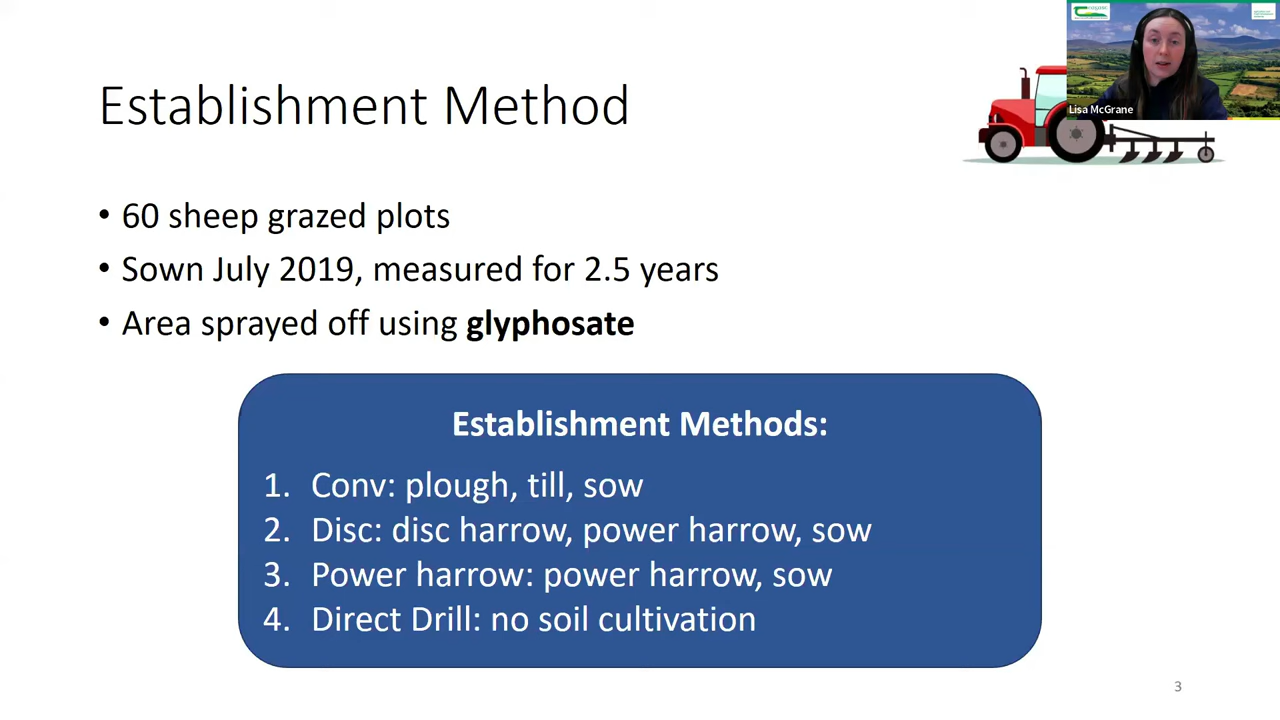 Establishment Method
Lisa McGrane
• 60 sheep grazed plots
• Sown July 2019, measured for 2.5 years
• Area sprayed off using glyphosate
Establishment Methods:
1. Conv: plough, till, sow
2. Disc: disc harrow, power harrow, sow
3. Power harrow: power harrow, sow
4. Direct Drill: no soil cultivation
3